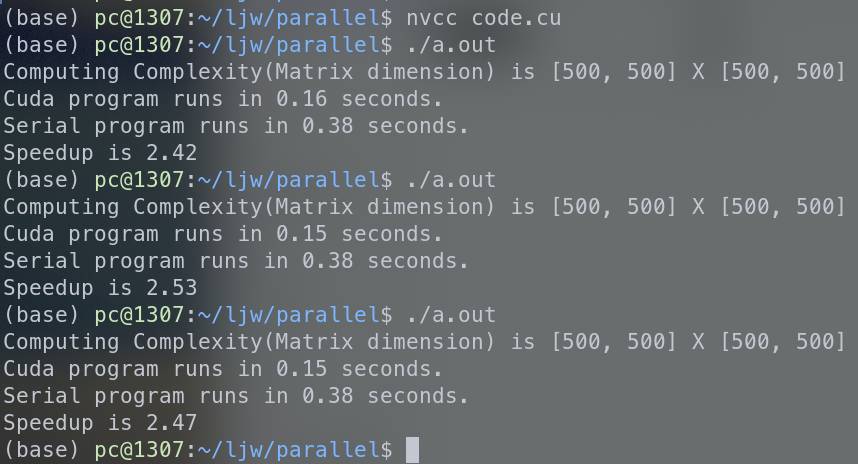 (base) pc@1307:~/ljw/parallel$ nvcc code.cu
(base) pc@1307:~/ljw/parallel$ ./a.out
Computing Complexity(Matrix dimension) is [500, 500] X [500, 500]
Cuda program runs in 0.16 seconds.
Serial program runs in 0.38 seconds.
Speedup is 2.42
(base) pc@1307:~/ljw/parallel$ ./a.out
Computing Complexity(Matrix dimension) is [500, 500] X [500, 500]
Cuda program runs in 0.15 seconds.
Serial program runs in 0.38 seconds.
Speedup is 2.53
(base) pc@1307:~/ljw/parallel$ ./a.out
Computing Complexity(Matrix dimension) is [500, 500] X [500, 500]
Cuda program runs in 0.15 seconds.
Serial program runs in 0.38 seconds.
Speedup is 2.47
(base) pc@1307:~/ljw/parallel$